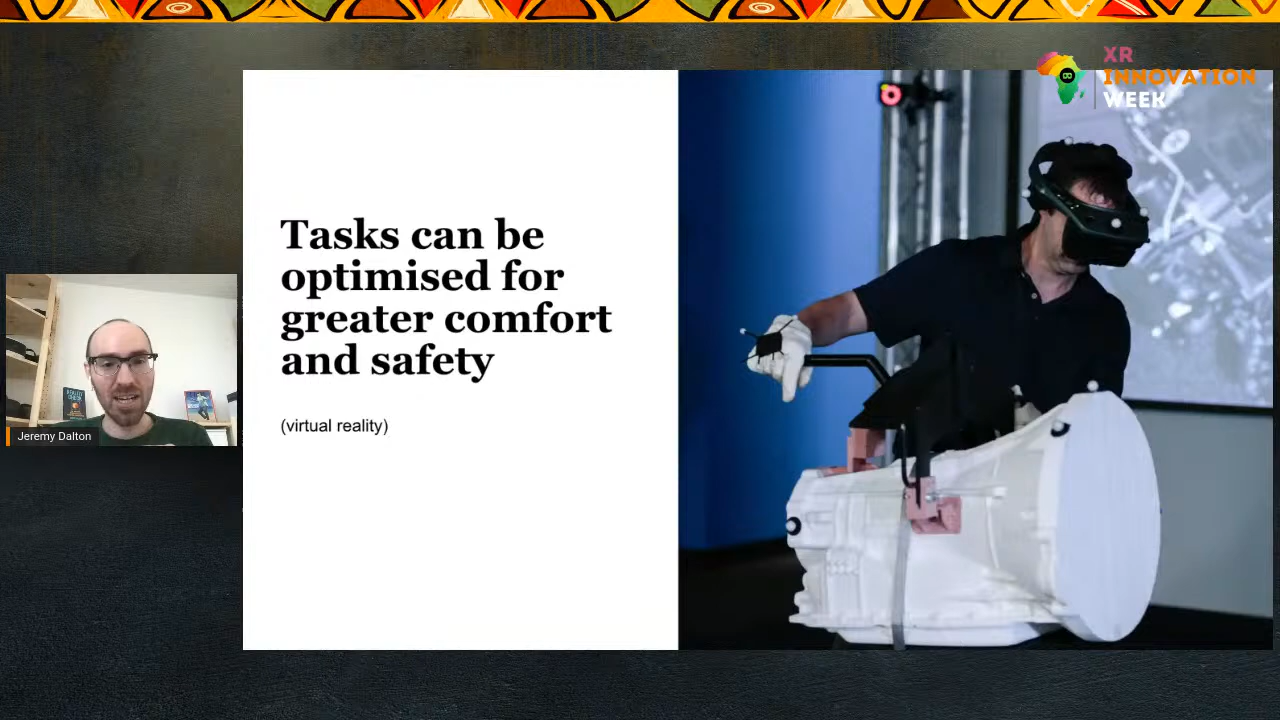 XR
INNOVATION
WEEK
Tasks can be
optimised for
greater comfort
and safety
(virtual reality)
Jeremy Dalton